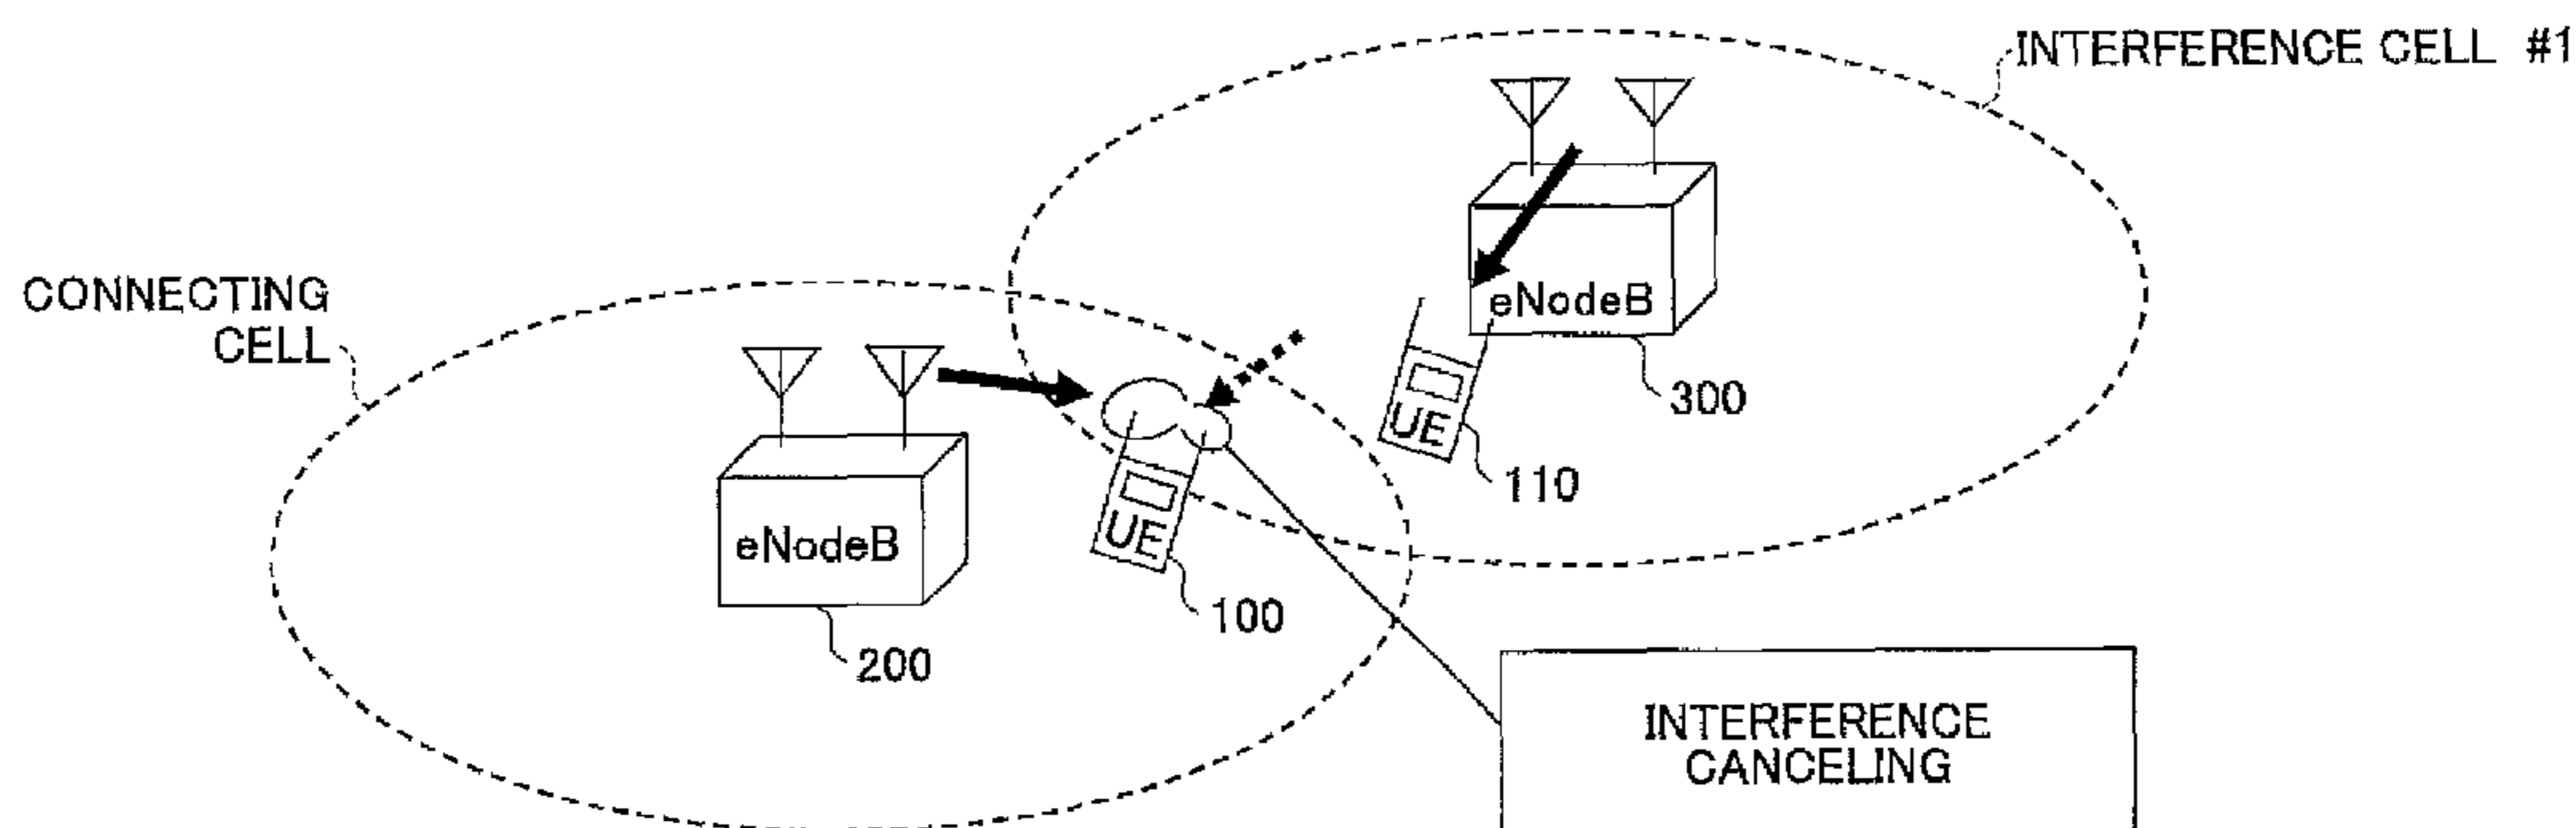 INTERFERENCE CELL #1
CONNECTING
CELL
eNodeB
300
UE
110
eNodeB
200
UE
100
INTERFERENCE
CANCELING